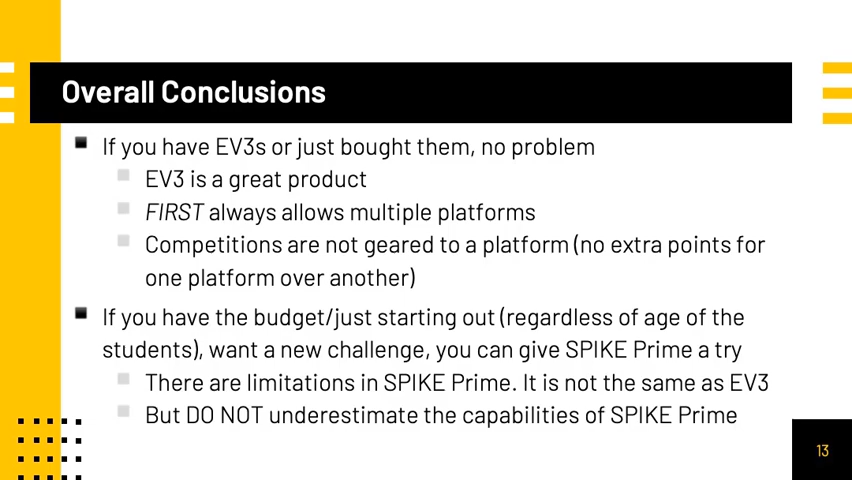 Overall Conclusions
If you have EV3s or just bought them, no problem
EV3 is a great product
FIRST always allows multiple platforms
Competitions are not geared to a platform (no extra points for
one platform over another)
If you have the budget/just starting out (regardless of age of the
students), want a new challenge, you can give SPIKE Prime a try
There are limitations in SPIKE Prime. It is not the same as EV3
But DO NOT underestimate the capabilities of SPIKE Prime
13